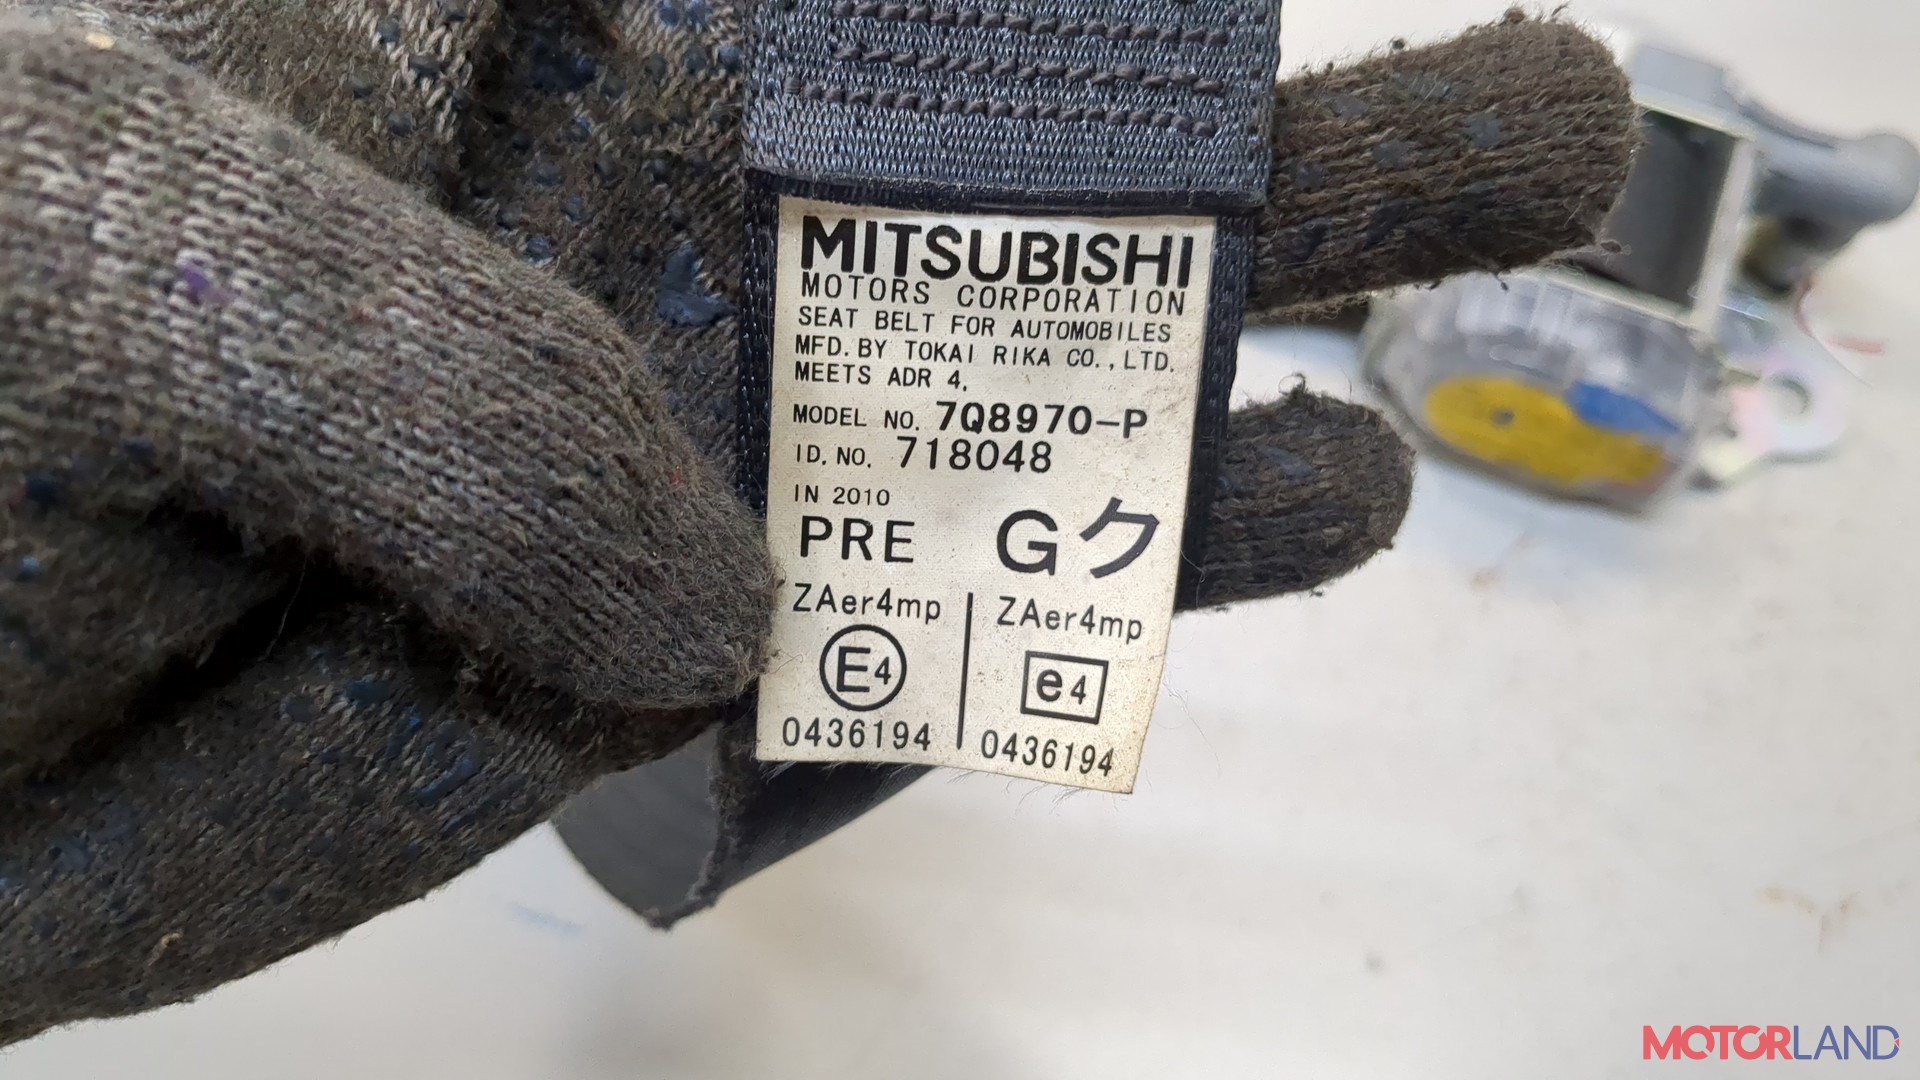 MITSUBISHI
MOTORS CORPORATION
SEAT BELT FOR AUTOMOBILES
MFD. BY TOKAI RIKA CO., LTD.
MEETS ADR 4,
MODEL NO. 7Q8970-P
ID. NO. 718048
IN 2010
PRE Gク
ZAer4mp ZAer4mp
E4 e4
0436194 0436194
MOTORLAND